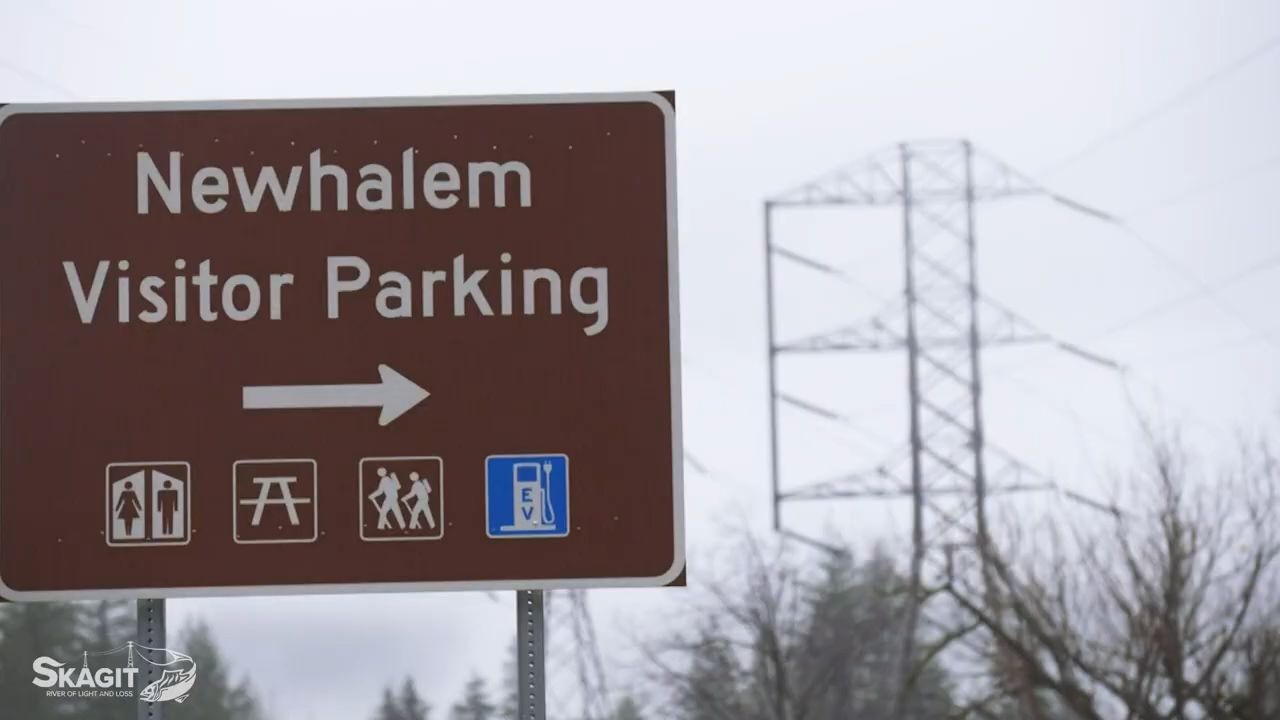 Newhalem
Visitor Parking
EV
SKAGIT
RIVER OF LIGHT AND LOSS